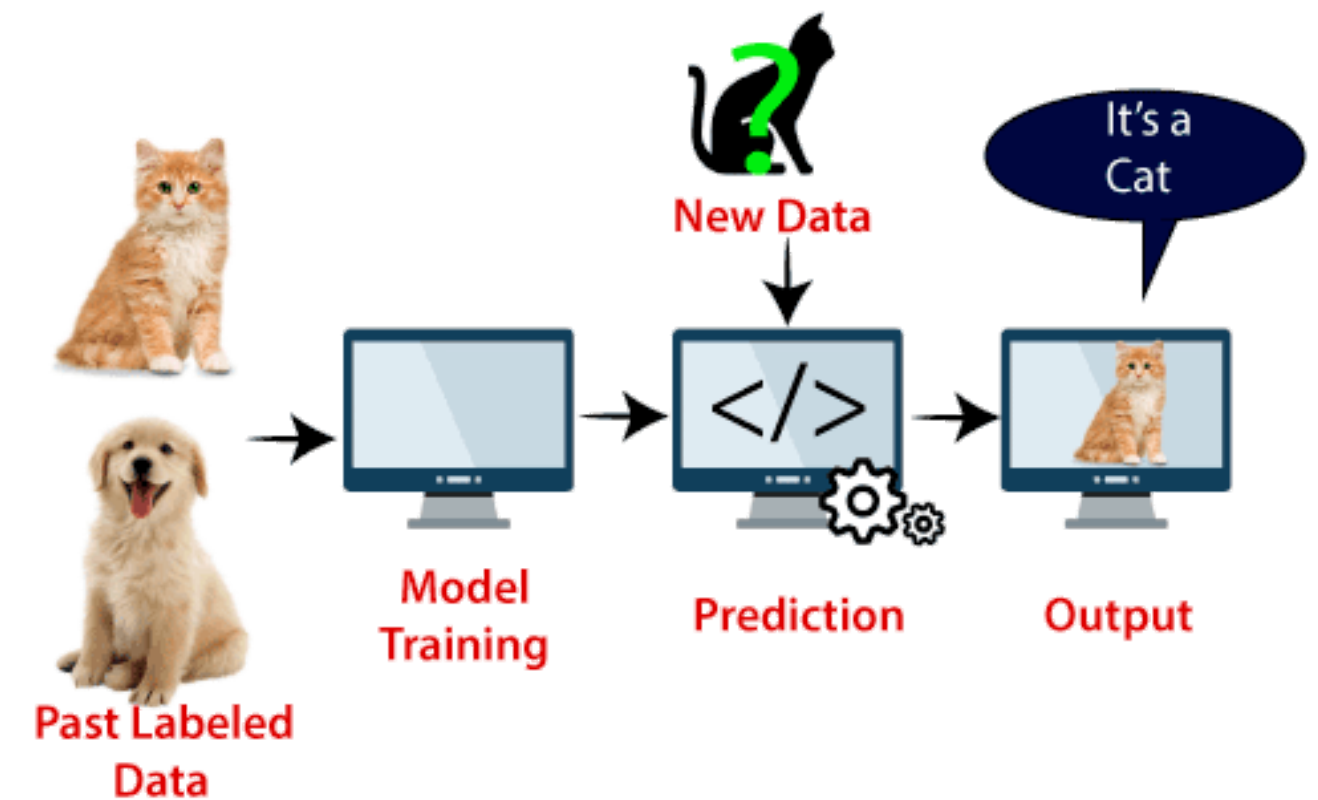 It's a
Cat
?
New Data
</>
Model
Training
Prediction
Output
Past Labeled
Data